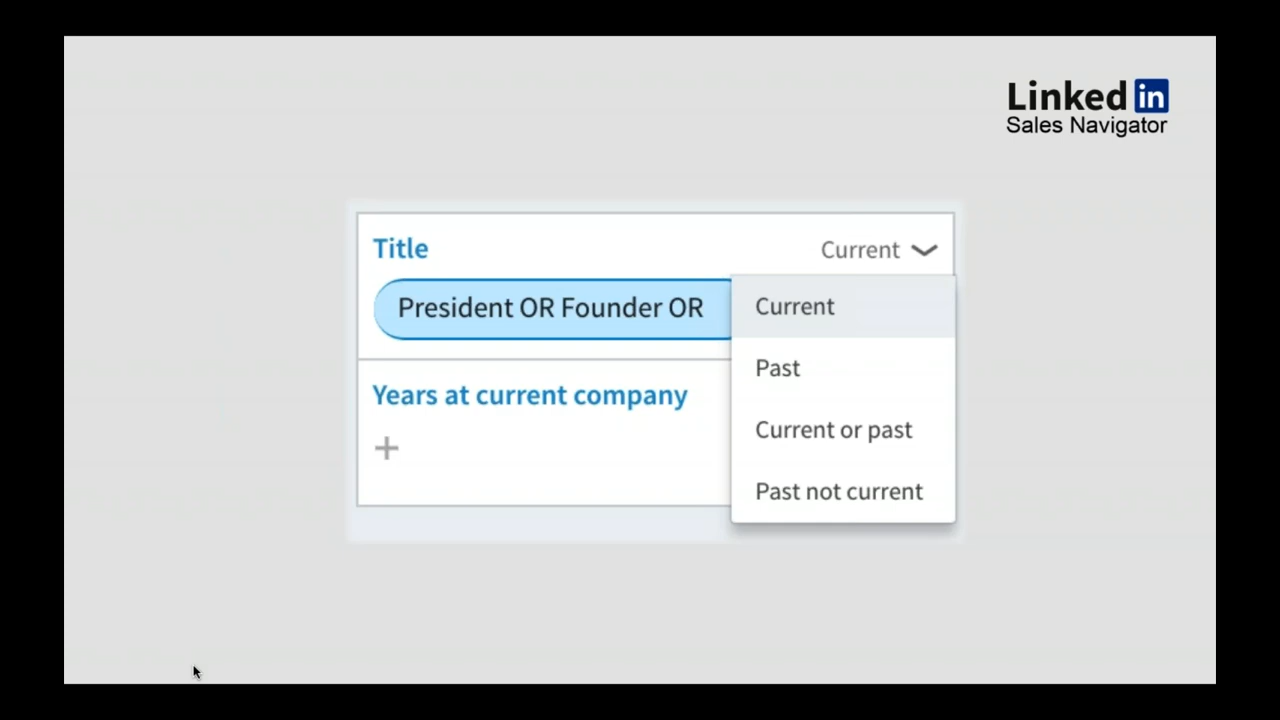 Linked in
Sales Navigator
Title
Current
President OR Founder OR
Current
Past
Current or past
Past not current
Years at current company